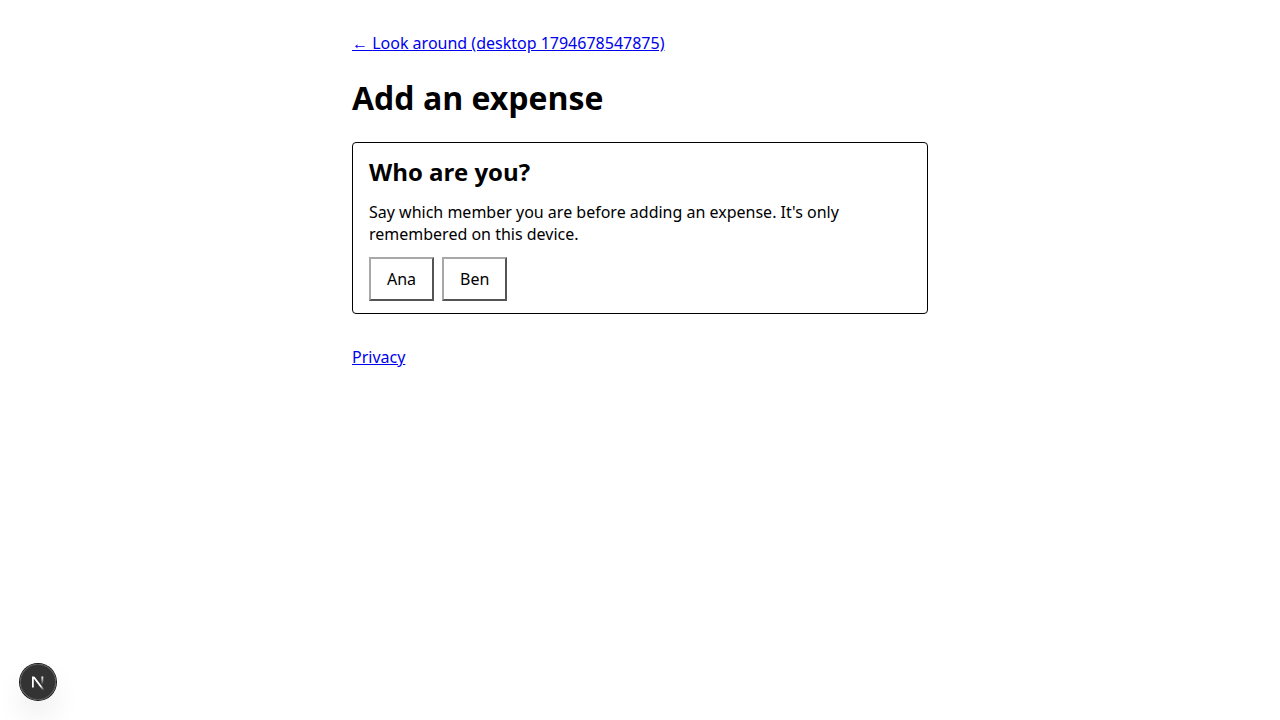 ← Look around (desktop 1794678547875)
Add an expense
Who are you?
Say which member you are before adding an expense. It's only
remembered on this device.
Ana Ben
Privacy
N